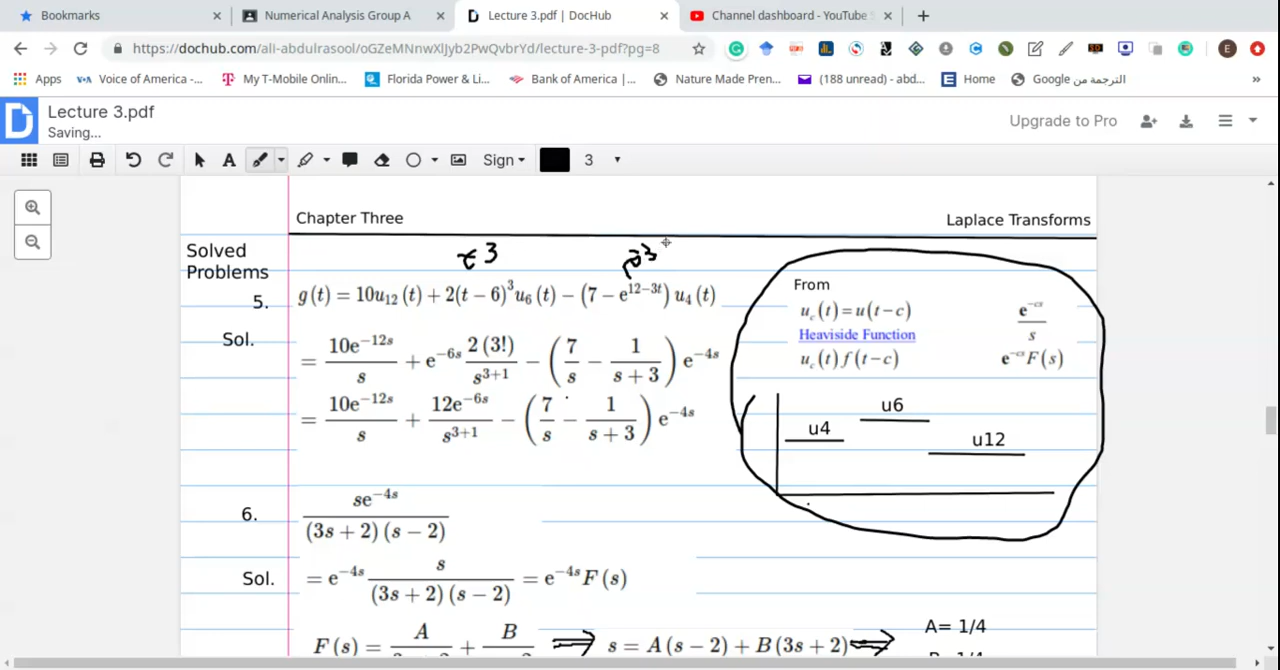 Bookmarks
Numerical Analysis Group A
Lecture 3.pdf | DocHub
Channel dashboard - YouTube
https://dochub.com/ali-abdulrasool/oGZeMNnwXlJyb2PwQvbrYd/lecture-3-pdf?pg=8
Apps
Voice of America -...
My T-Mobile Onlin...
Florida Power & Li...
Bank of America |...
Nature Made Pren...
(188 unread) - abd...
Home
الترجمة من Google
»
Lecture 3.pdf
Saving...
Upgrade to Pro
Sign
3
Chapter Three
Laplace Transforms
Solved
Problems
5.
g(t) = 10u₁₂(t) + 2(t − 6)³u₆(t) − (7 − e^{12−3t})u₄(t)
Sol.
= 10e^{−12s}/s + e^{−6s} 2(3!)/s^{3+1} − (7/s − 1/(s+3)) e^{−4s}
= 10e^{−12s}/s + 12e^{−6s}/s^{3+1} − (7/s − 1/(s+3)) e^{−4s}
From
u_c(t) = u(t−c) e^{−cs}/s
Heaviside Function
u_c(t)f(t−c) e^{−cs}F(s)
u4
u6
u12
6.
se^{−4s}/((3s+2)(s−2))
Sol.
= e^{−4s} s/((3s+2)(s−2)) = e^{−4s}F(s)
F(s) = A + B
s = A(s−2) + B(3s+2)
A= 1/4